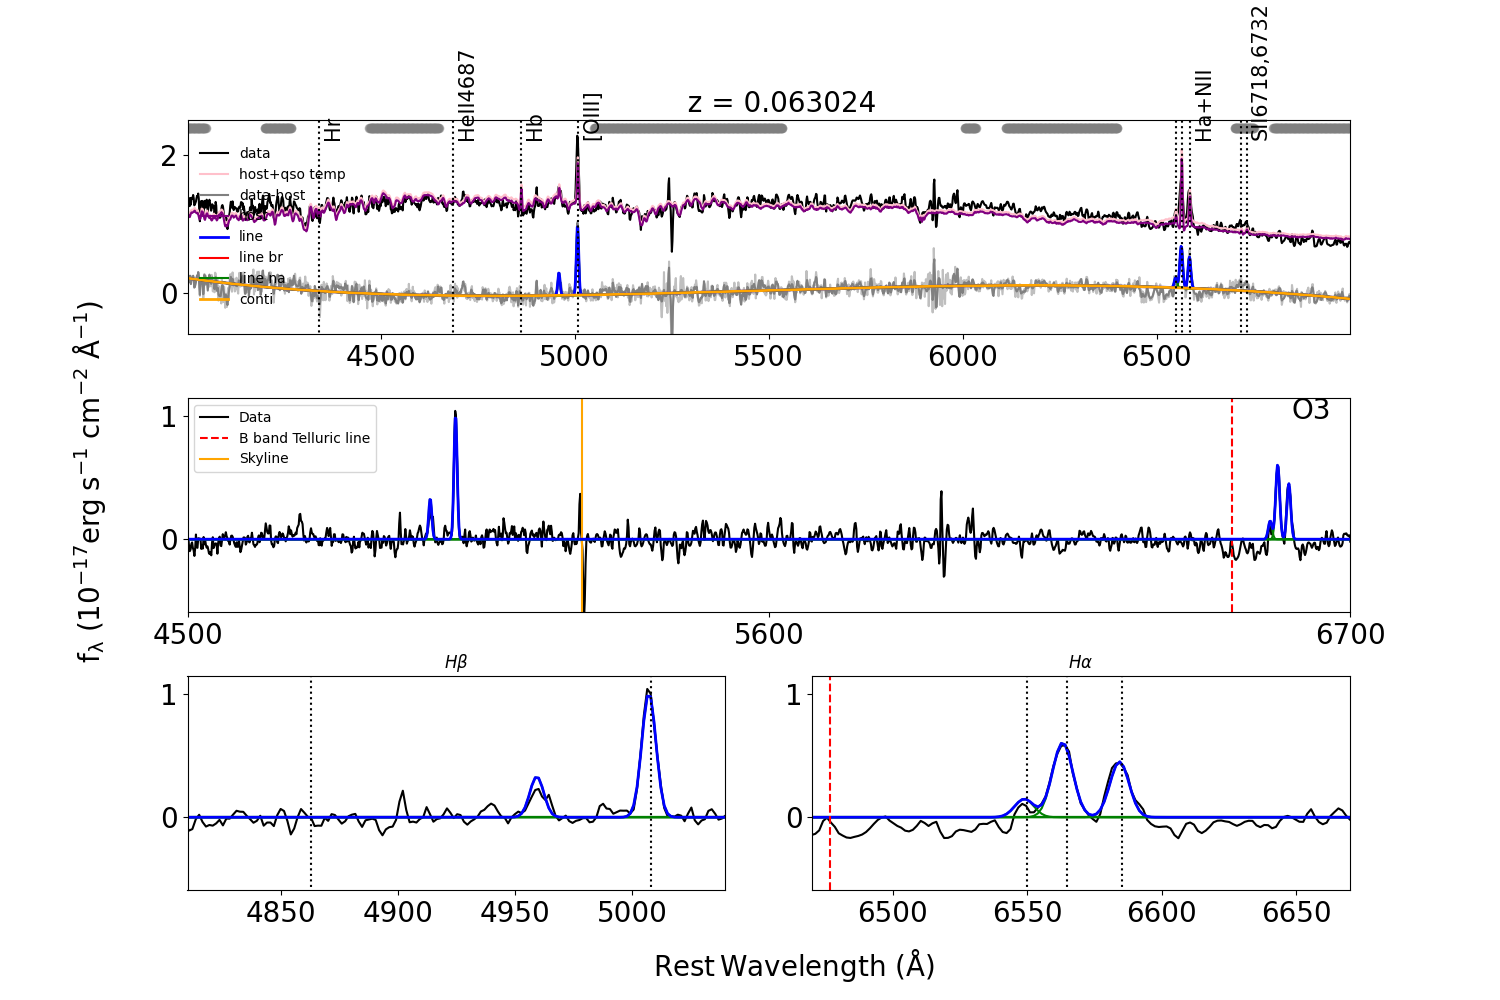 z = 0.063024
Hr
HeII4687
Hb
[OIII]
Ha+NII
SII6718,6732
data
host+qso temp
data-host
line
line br
line na
conti
2
0
4500 5000 5500 6000 6500
fλ (10⁻¹⁷erg s⁻¹ cm⁻² Å⁻¹)
Data
B band Telluric line
Skyline
O3
1
0
4500 5600 6700
Hβ
1
0
4850 4900 4950 5000
Hα
1
0
6500 6550 6600 6650
Rest Wavelength (Å)